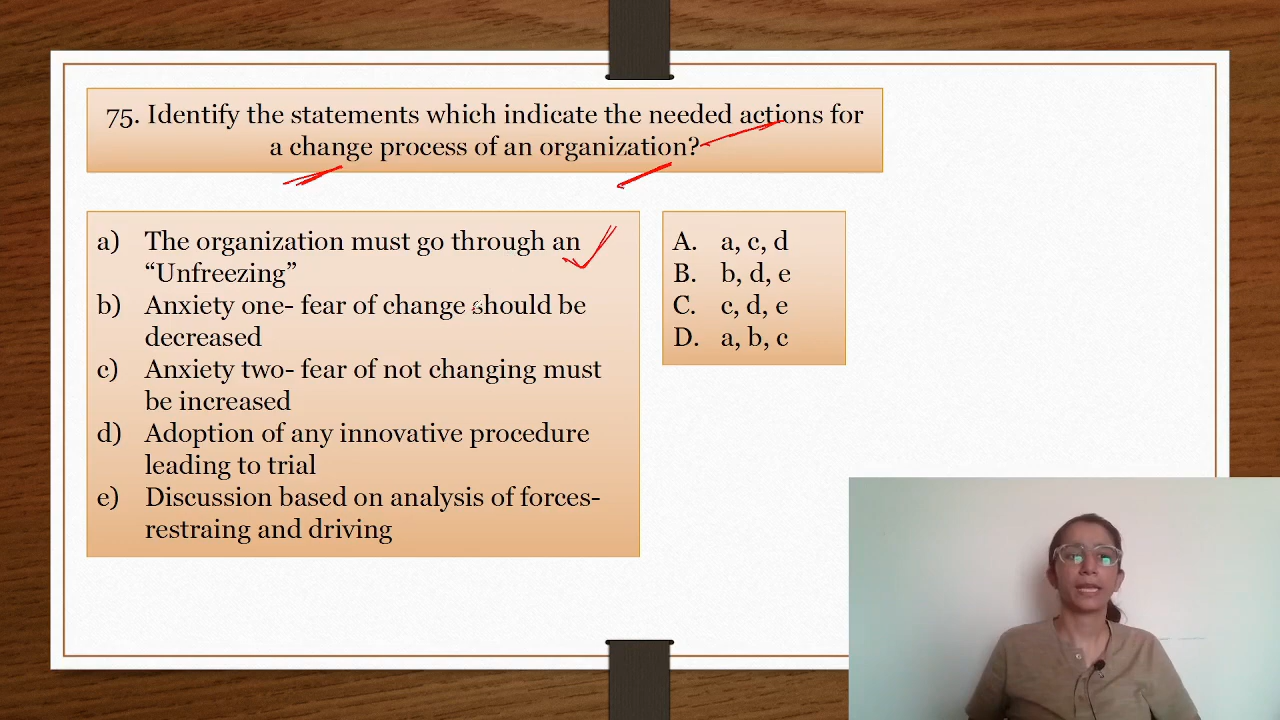 75. Identify the statements which indicate the needed actions for
a change process of an organization?
a) The organization must go through an
“Unfreezing”
b) Anxiety one- fear of change should be
decreased
c) Anxiety two- fear of not changing must
be increased
d) Adoption of any innovative procedure
leading to trial
e) Discussion based on analysis of forces-
restraing and driving
A. a, c, d
B. b, d, e
C. c, d, e
D. a, b, c